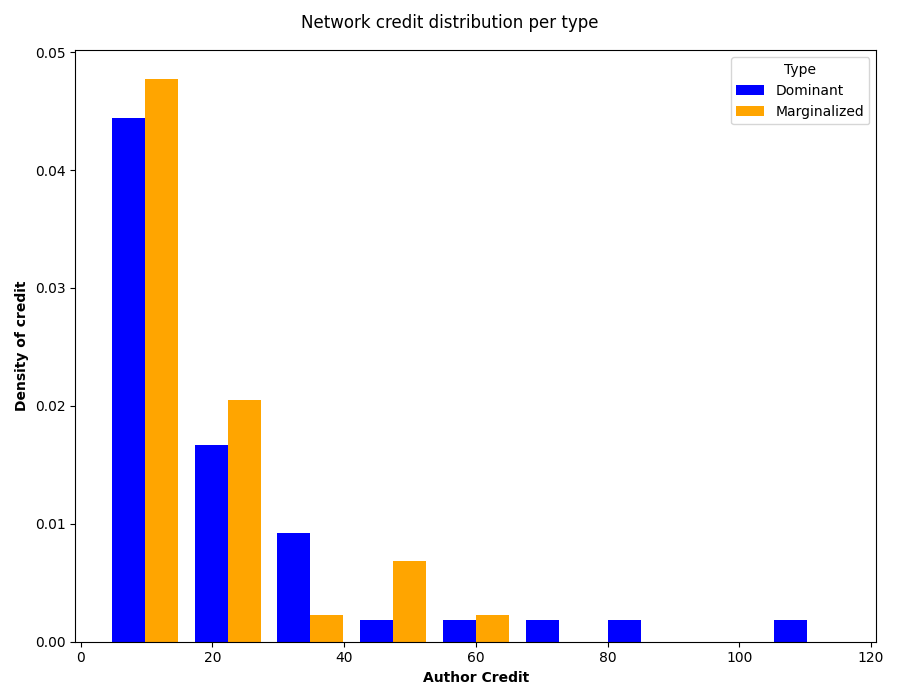 Network credit distribution per type
0.05
0.04
0.03
0.02
0.01
0.00
Density of credit
Type
Dominant
Marginalized
0 20 40 60 80 100 120
Author Credit